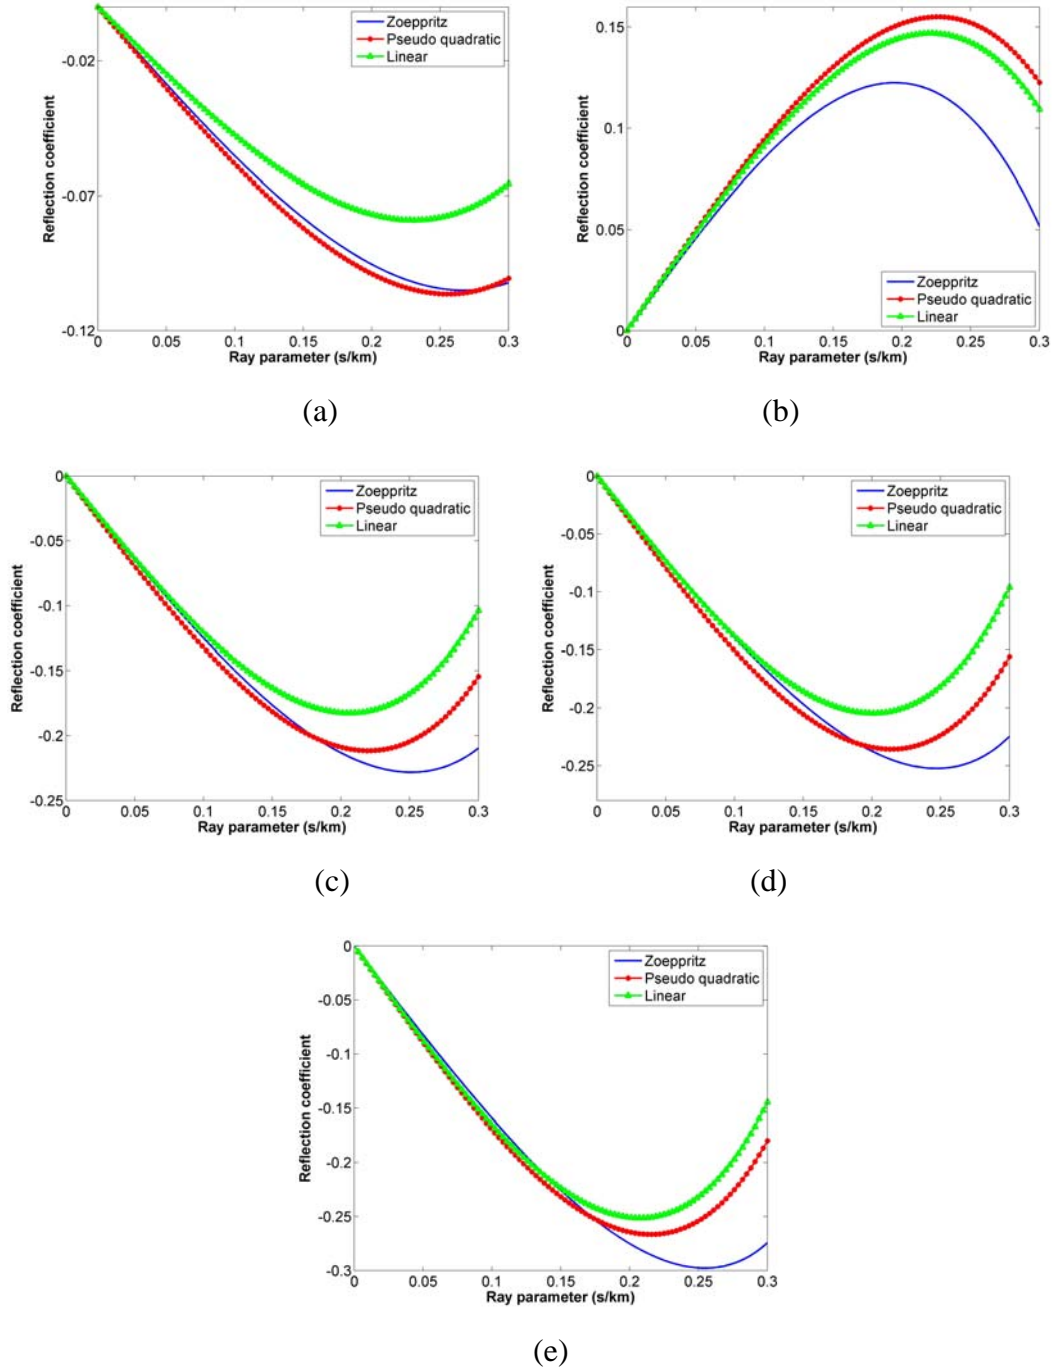 Zoeppritz
Pseudo quadratic
Linear
-0.02
-0.07
-0.12
0 0.05 0.1 0.15 0.2 0.25 0.3
Ray parameter (s/km)
Reflection coefficient
(a)
0.15
0.1
0.05
0
Zoeppritz
Pseudo quadratic
Linear
0 0.05 0.1 0.15 0.2 0.25 0.3
Ray parameter (s/km)
Reflection coefficient
(b)
0
-0.05
-0.1
-0.15
-0.2
-0.25
Zoeppritz
Pseudo quadratic
Linear
0 0.05 0.1 0.15 0.2 0.25 0.3
Ray parameter (s/km)
Reflection coefficient
(c)
0
-0.05
-0.1
-0.15
-0.2
-0.25
Zoeppritz
Pseudo quadratic
Linear
0 0.05 0.1 0.15 0.2 0.25 0.3
Ray parameter (s/km)
Reflection coefficient
(d)
0
-0.05
-0.1
-0.15
-0.2
-0.25
-0.3
Zoeppritz
Pseudo quadratic
Linear
0 0.05 0.1 0.15 0.2 0.25 0.3
Ray parameter (s/km)
Reflection coefficient
(e)